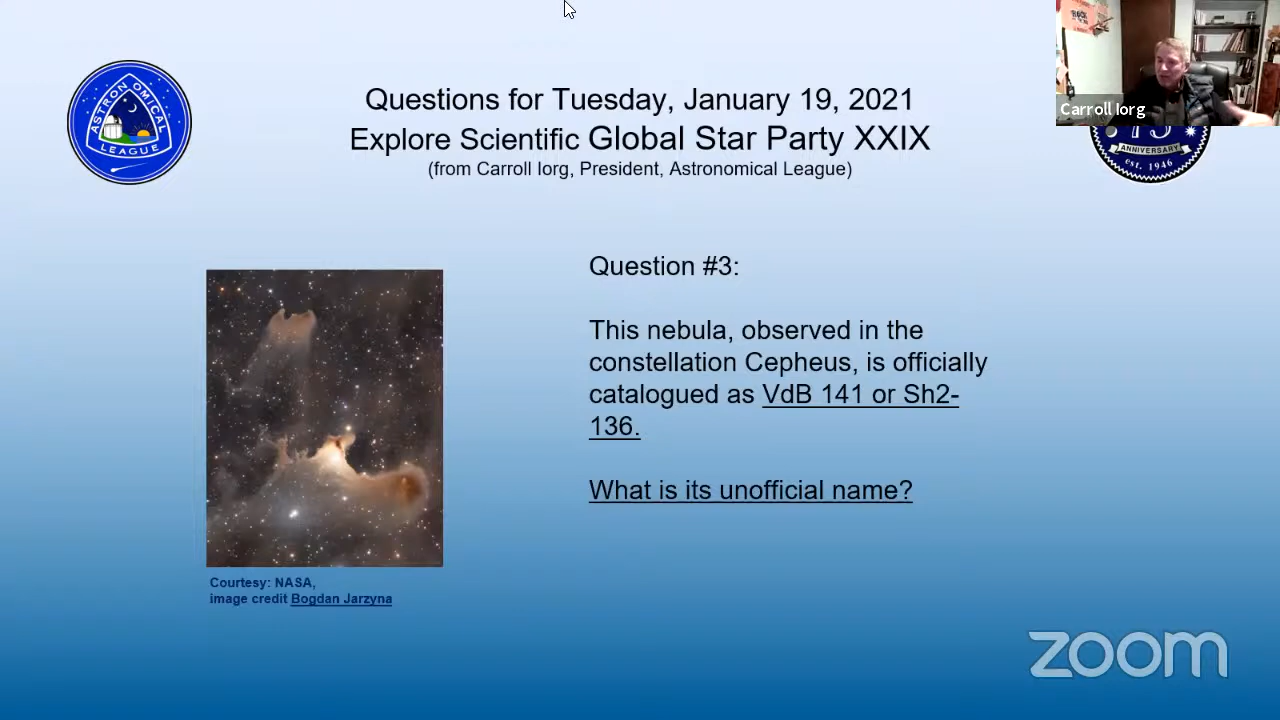 Questions for Tuesday, January 19, 2021
Explore Scientific Global Star Party XXIX
(from Carroll Iorg, President, Astronomical League)
ASTRONOMICAL
LEAGUE
Carroll Iorg
ANNIVERSARY
est. 1946
Question #3:
This nebula, observed in the
constellation Cepheus, is officially
catalogued as VdB 141 or Sh2-
136.
What is its unofficial name?
Courtesy: NASA,
image credit Bogdan Jarzyna
zoom